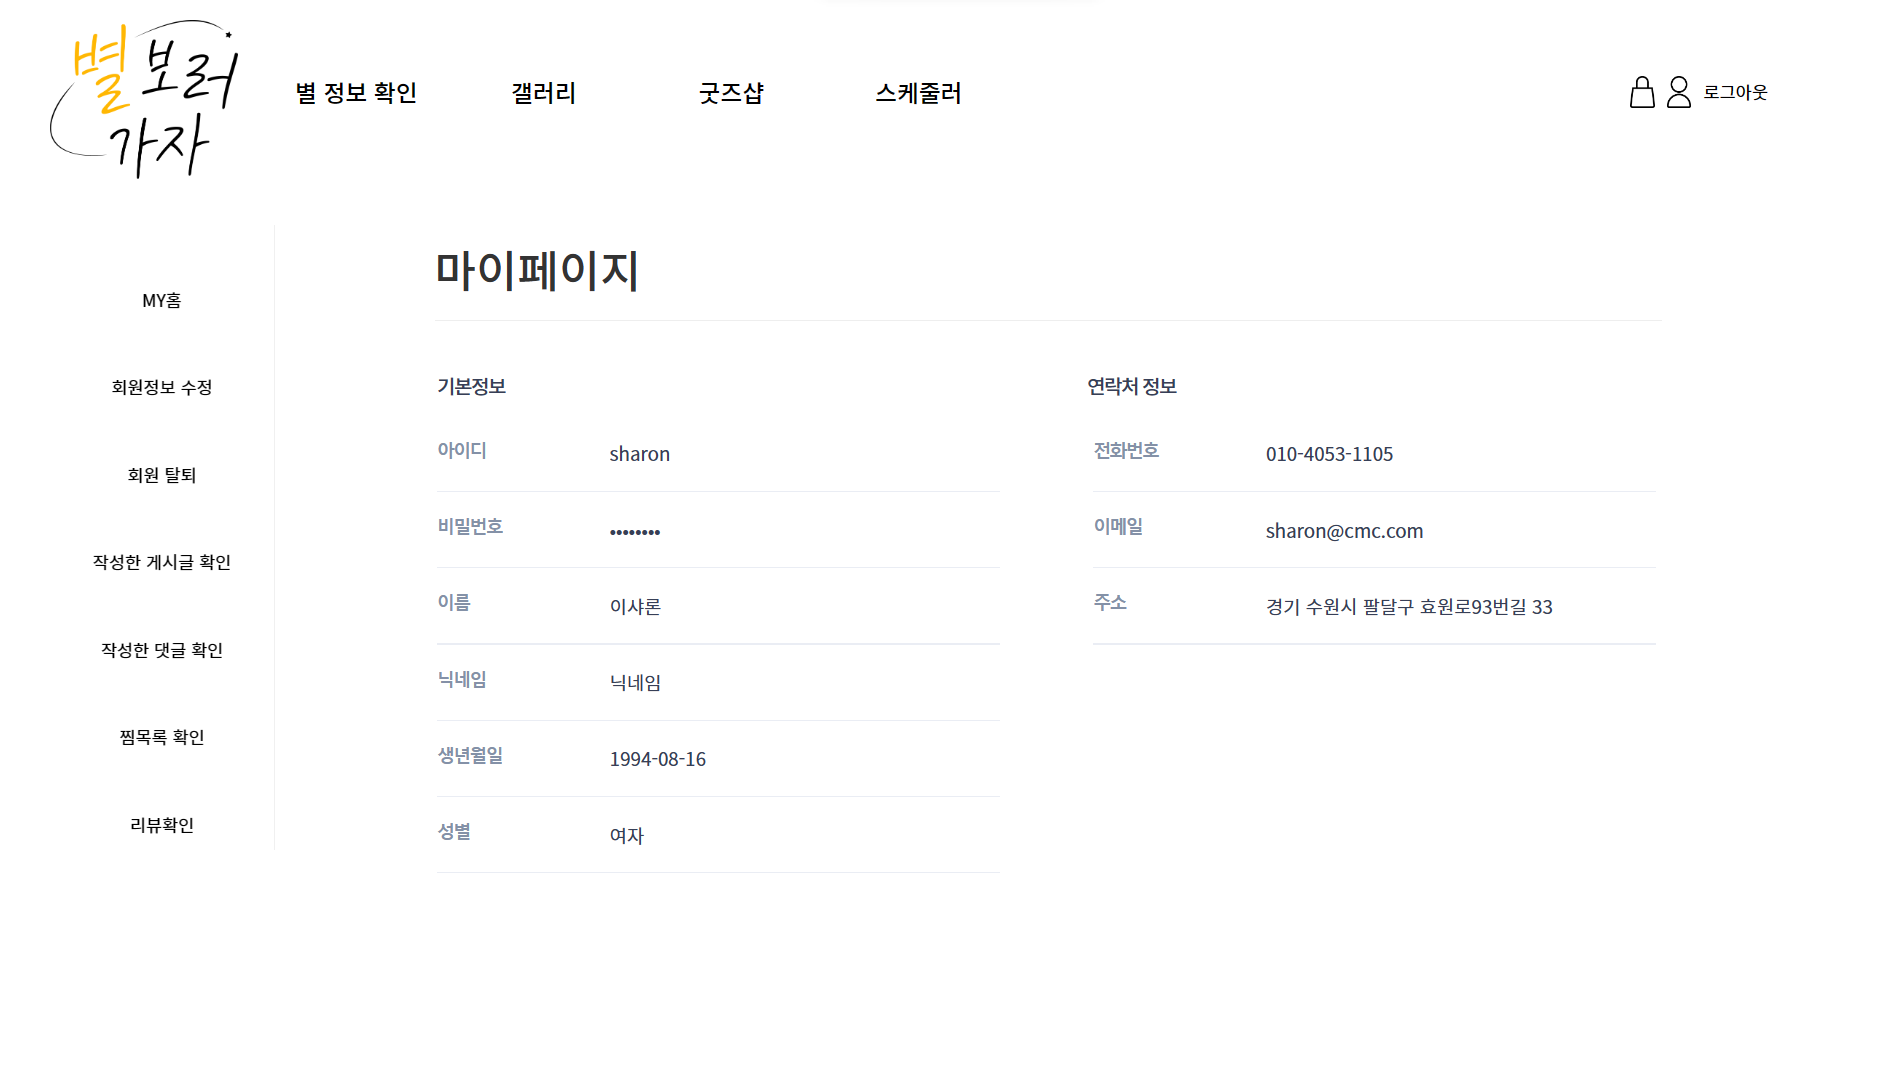 별 보러
가자
별 정보 확인 갤러리 굿즈샵 스케줄러 로그아웃
MY홈
회원정보 수정
회원 탈퇴
작성한 게시글 확인
작성한 댓글 확인
찜목록 확인
리뷰확인
마이페이지
기본정보
아이디 sharon
비밀번호 ••••••••
이름 이샤론
닉네임 닉네임
생년월일 1994-08-16
성별 여자
연락처 정보
전화번호 010-4053-1105
이메일 sharon@cmc.com
주소 경기 수원시 팔달구 효원로93번길 33